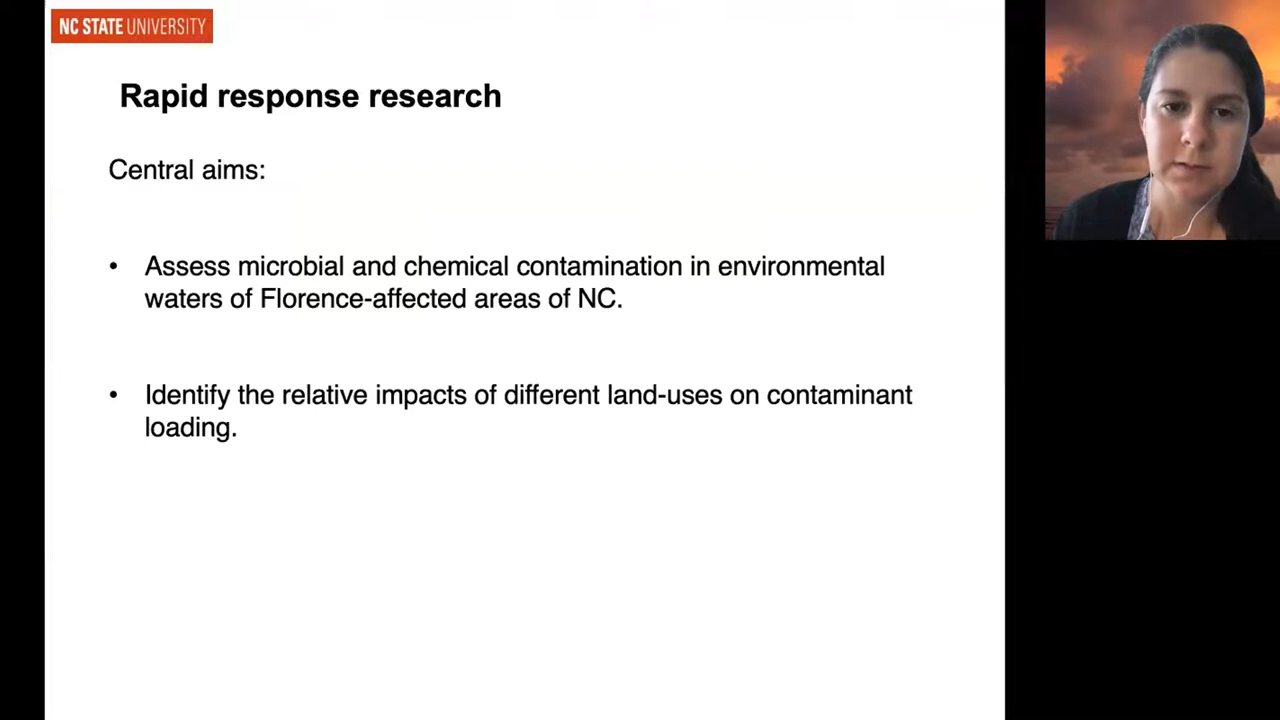 NC STATE UNIVERSITY
Rapid response research
Central aims:
• Assess microbial and chemical contamination in environmental
waters of Florence-affected areas of NC.
• Identify the relative impacts of different land-uses on contaminant
loading.